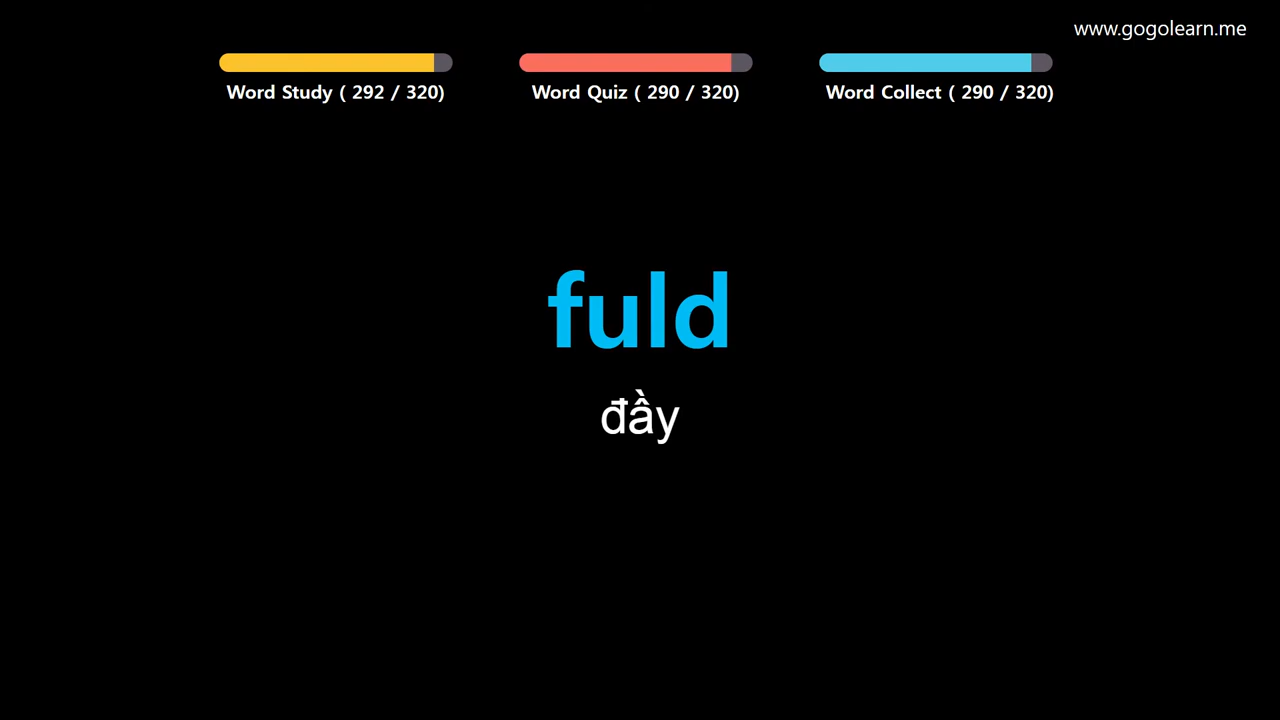 www.gogolearn.me
Word Study ( 292 / 320)
Word Quiz ( 290 / 320)
Word Collect ( 290 / 320)
fuld
đầy